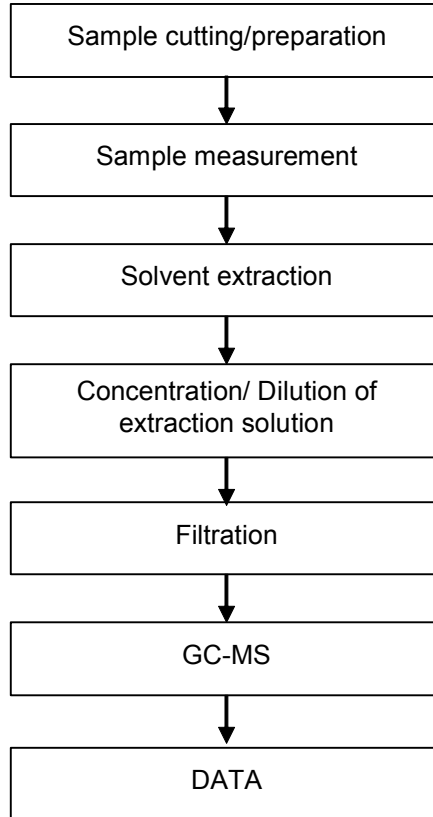 Sample cutting/preparation
Sample measurement
Solvent extraction
Concentration/ Dilution of
extraction solution
Filtration
GC-MS
DATA